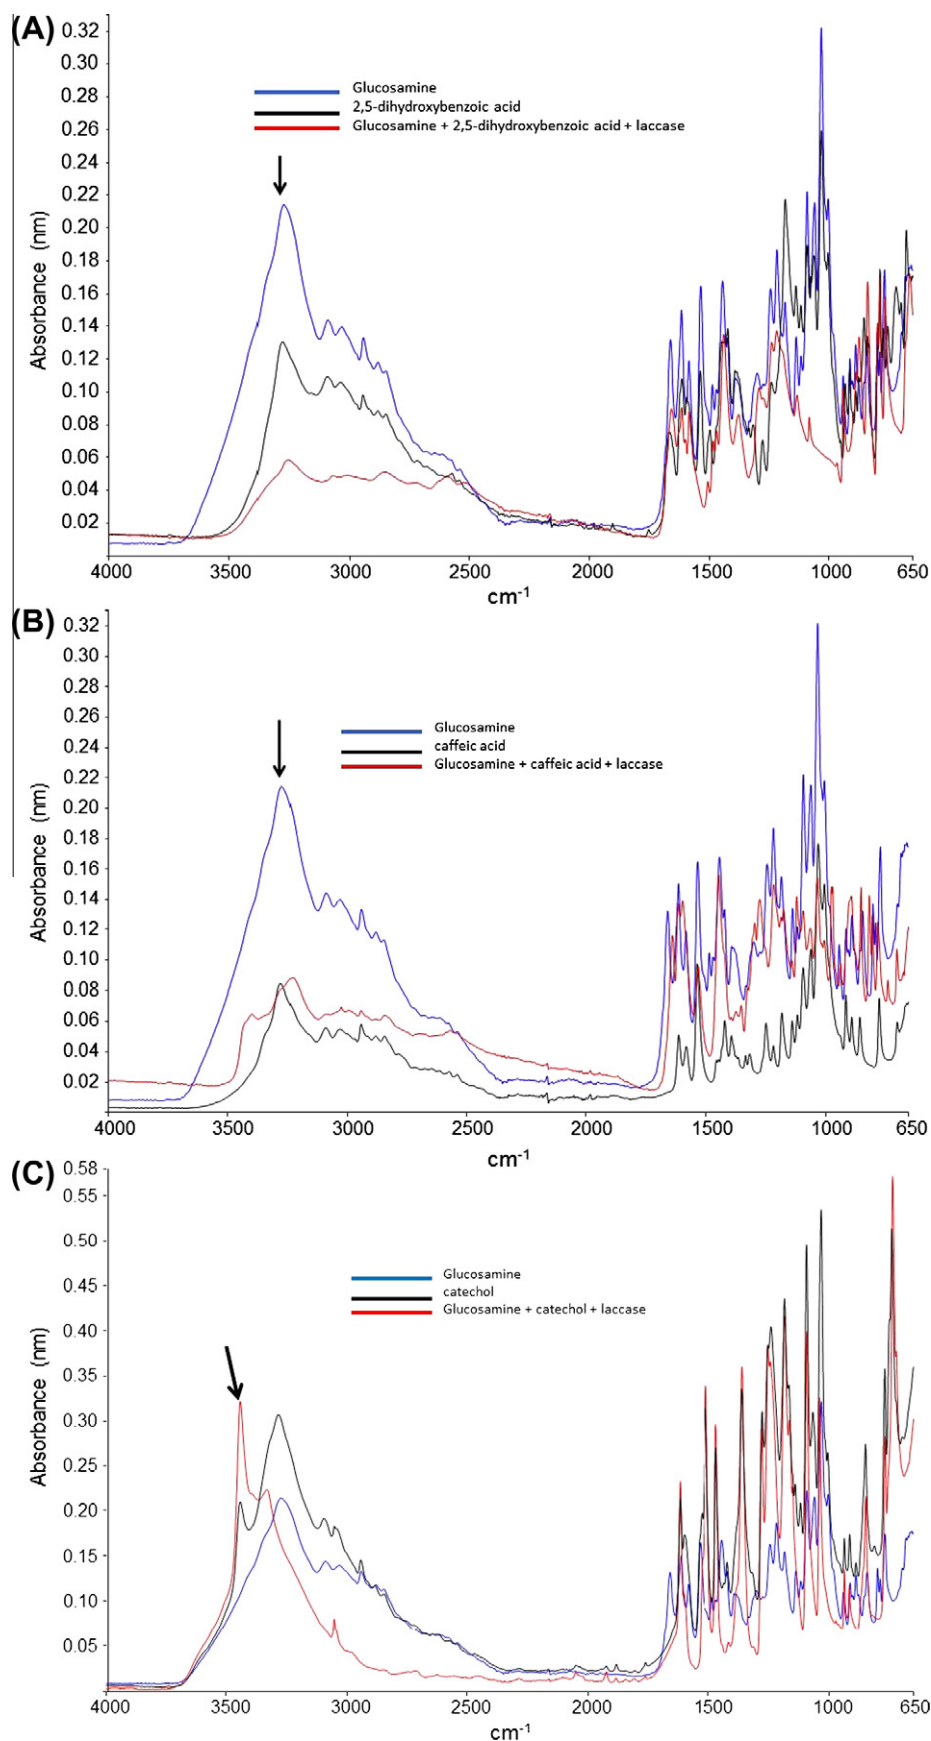 (A)
0.32
0.30
0.28
0.26
0.24
0.22
0.20
0.18
0.16
0.14
0.12
0.10
0.08
0.06
0.04
0.02
Absorbance (nm)
Glucosamine
2,5-dihydroxybenzoic acid
Glucosamine + 2,5-dihydroxybenzoic acid + laccase
4000 3500 3000 2500 2000 1500 1000 650
cm-1
(B)
0.32
0.30
0.28
0.26
0.24
0.22
0.20
0.18
0.16
0.14
0.12
0.10
0.08
0.06
0.04
0.02
Absorbance (nm)
Glucosamine
caffeic acid
Glucosamine + caffeic acid + laccase
4000 3500 3000 2500 2000 1500 1000 650
cm-1
(C)
0.58
0.55
0.50
0.45
0.40
0.35
0.30
0.25
0.20
0.15
0.10
0.05
Absorbance (nm)
Glucosamine
catechol
Glucosamine + catechol + laccase
4000 3500 3000 2500 2000 1500 1000 650
cm-1